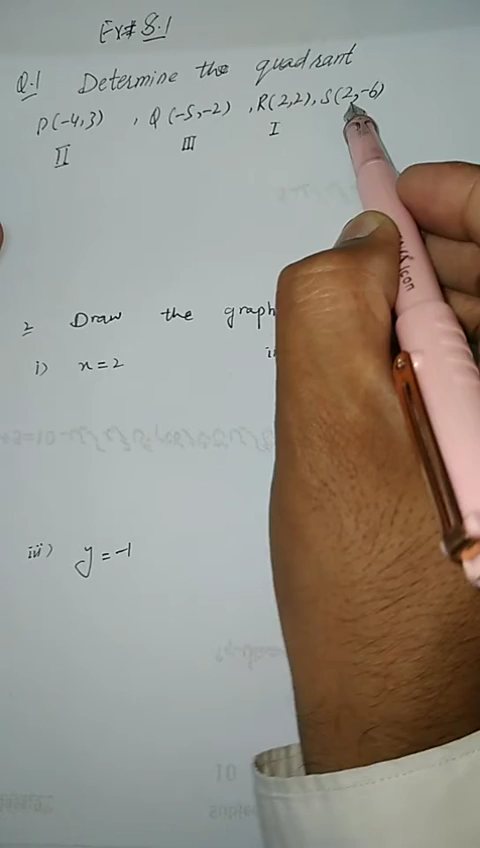 Ex# 8.1
Q.1 Determine the quadrant
P(-4,3) , Q (-5,-2) , R(2,2), S(2,-6)
II III I
2 Draw the graph
i) x=2
iii) y=-1
10